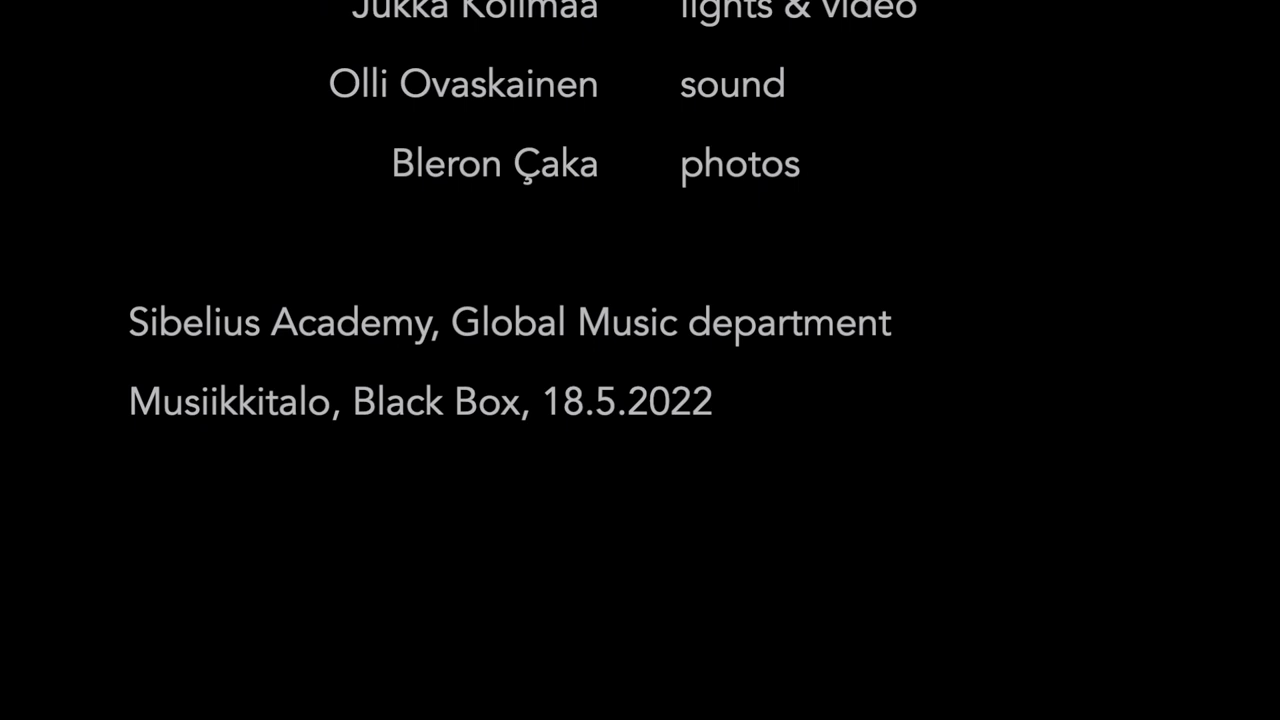 Jukka Kolimaa lights & video
Olli Ovaskainen sound
Bleron Çaka photos
Sibelius Academy, Global Music department
Musiikkitalo, Black Box, 18.5.2022